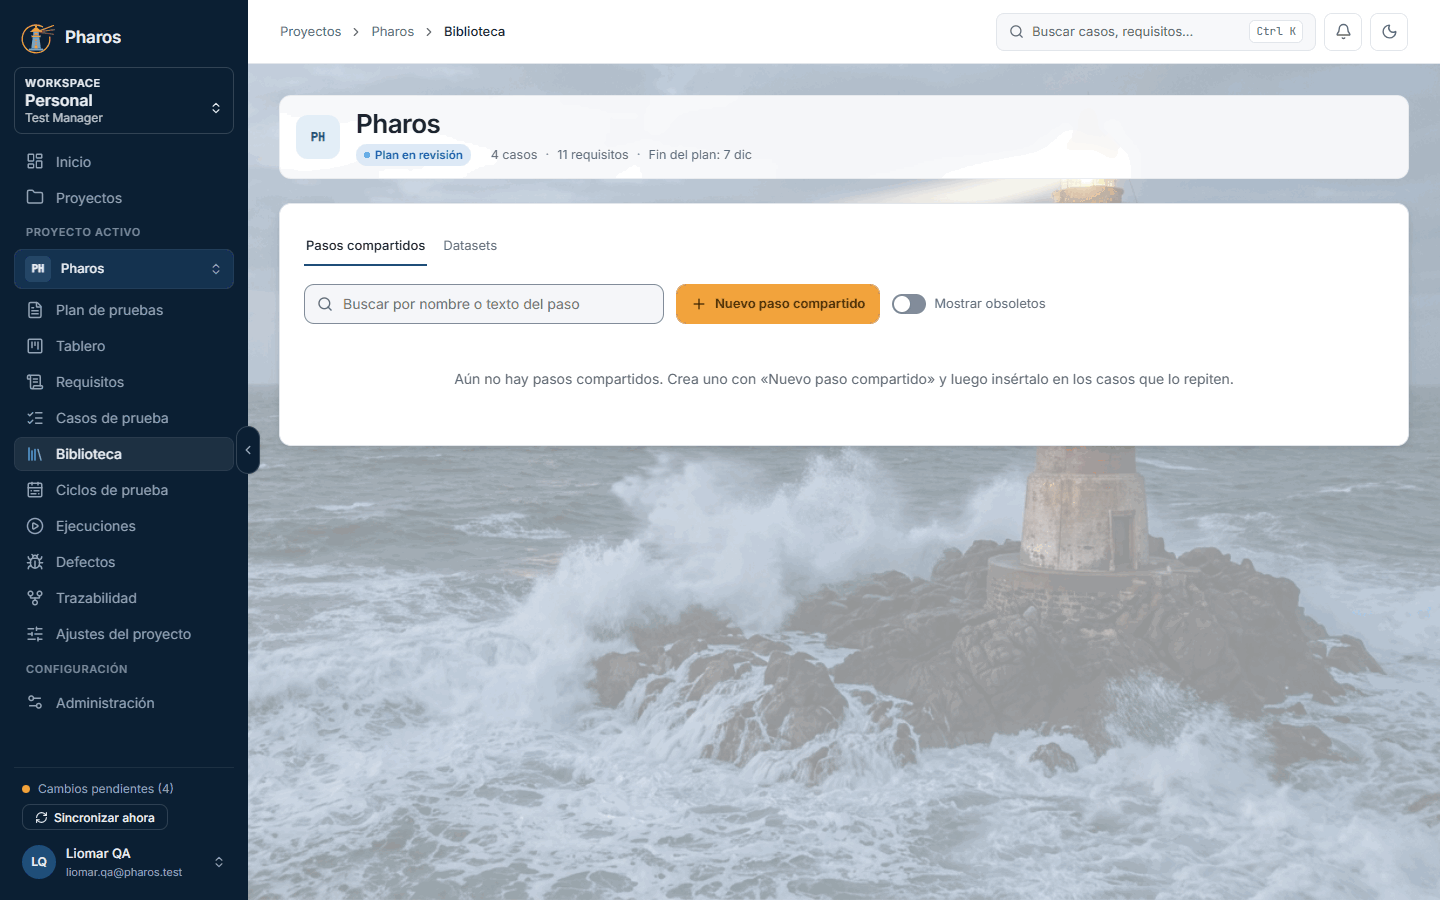 Pharos
WORKSPACE
Personal
Test Manager
Inicio
Proyectos
PROYECTO ACTIVO
PH Pharos
Plan de pruebas
Tablero
Requisitos
Casos de prueba
Biblioteca
Ciclos de prueba
Ejecuciones
Defectos
Trazabilidad
Ajustes del proyecto
CONFIGURACIÓN
Administración
Cambios pendientes (4)
Sincronizar ahora
LQ
Liomar QA
liomar.qa@pharos.test
Proyectos > Pharos > Biblioteca
Buscar casos, requisitos... Ctrl K
PH
Pharos
Plan en revisión 4 casos · 11 requisitos · Fin del plan: 7 dic
Pasos compartidos Datasets
Buscar por nombre o texto del paso + Nuevo paso compartido Mostrar obsoletos
Aún no hay pasos compartidos. Crea uno con «Nuevo paso compartido» y luego insértalo en los casos que lo repiten.